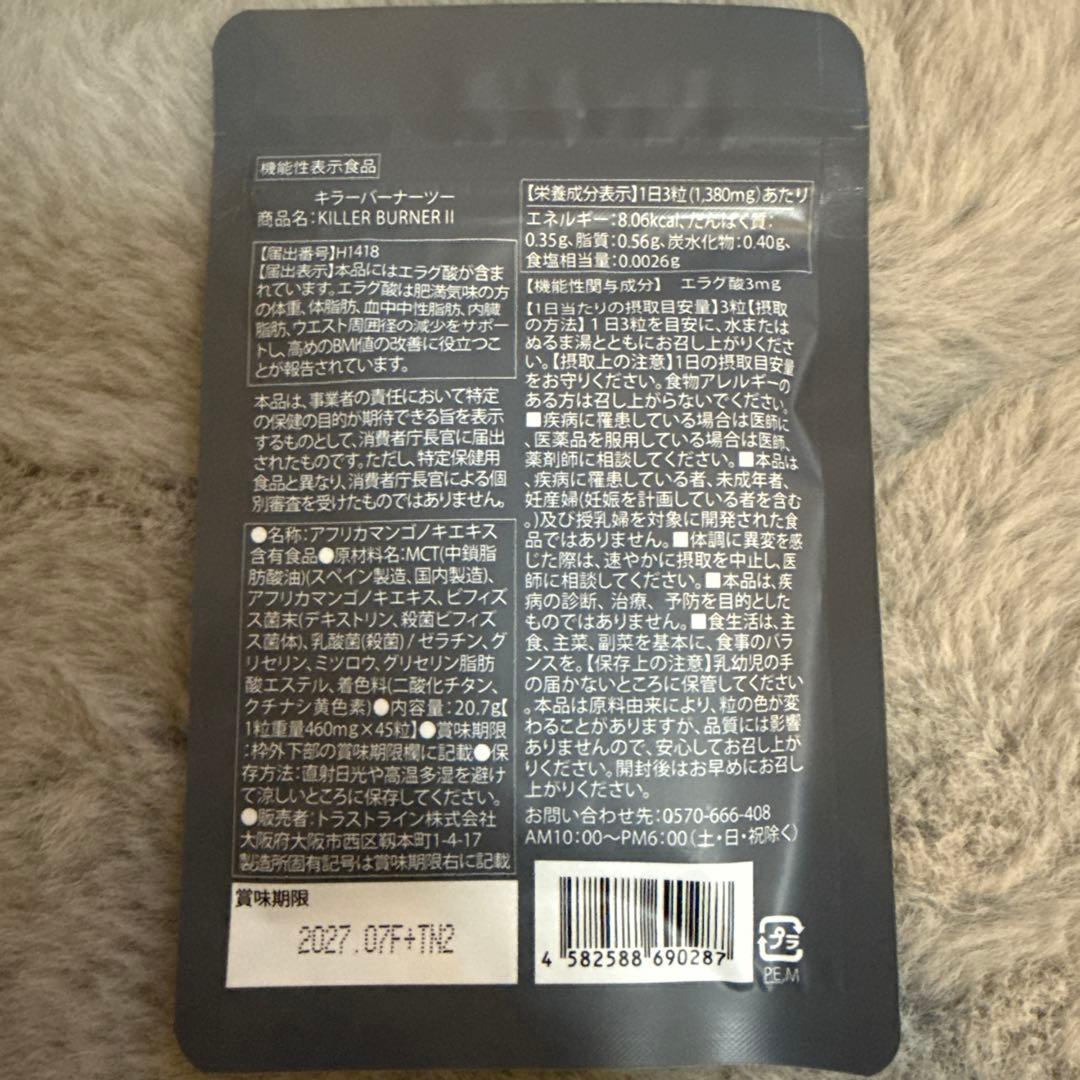 機能性表示食品
キラーバーナーツー
商品名:KILLER BURNER II
【届出番号】H1418
【届出表示】本品にはエラグ酸が含ま
れています。エラグ酸は肥満気味の方
の体重、体脂肪、血中中性脂肪、内臓
脂肪、ウエスト周囲径の減少をサポー
トし、高めのBMI値の改善に役立つこ
とが報告されています。
本品は、事業者の責任において特定
の保健の目的が期待できる旨を表示
するものとして、消費者庁長官に届出
されたものです。ただし、特定保健用
食品と異なり、消費者庁長官による個
別審査を受けたものではありません。
●名称:アフリカマンゴノキエキス
含有食品●原材料名:MCT(中鎖脂
肪酸油)(スペイン製造、国内製造)、
アフリカマンゴノキエキス、ビフィズ
ス菌末(デキストリン、殺菌ビフィズ
ス菌体)、乳酸菌(殺菌) / ゼラチン、グ
リセリン、ミツロウ、グリセリン脂肪
酸エステル、着色料(二酸化チタン、
クチナシ黄色素)●内容量:20.7g【
1粒重量460mg×45粒】●賞味期限
:枠外下部の賞味期限欄に記載●保
存方法:直射日光や高温多湿を避け
て涼しいところに保存してください。
●販売者:トラストライン株式会社
大阪府大阪市西区靱本町1-4-17
製造所固有記号は賞味期限右に記載
賞味期限
2027.07F+TN2
【栄養成分表示】1日3粒(1,380mg)あたり
エネルギー:8.06kcal、たんぱく質:
0.35g、脂質:0.56g、炭水化物:0.40g、
食塩相当量:0.0026g
【機能性関与成分】 エラグ酸3mg
【1日当たりの摂取目安量】3粒【摂取
の方法】1日3粒を目安に、水または
ぬるま湯とともにお召し上がりくださ
い。【摂取上の注意】1日の摂取目安量
をお守りください。食物アレルギーの
ある方は召し上がらないでください。
■疾病に罹患している場合は医師に
、医薬品を服用している場合は医師、
薬剤師に相談してください。■本品は
、疾病に罹患している者、未成年者、
妊産婦(妊娠を計画している者を含む
。)及び授乳婦を対象に開発された食
品ではありません。■体調に異変を感
じた際は、速やかに摂取を中止し、医
師に相談してください。■本品は、疾
病の診断、治療、予防を目的とした
ものではありません。■食生活は、主
食、主菜、副菜を基本に、食事のバラ
ンスを。【保存上の注意】乳幼児の手
の届かないところに保管してください
。本品は原料由来により、粒の色が変
わることがありますが、品質には影響
ありませんので、安心してお召し上が
りください。開封後はお早めにお召し
上がりください。
お問い合わせ先:0570-666-408
AM10:00〜PM6:00(土・日・祝除く)
4 582588 690287
プラ
PE,M